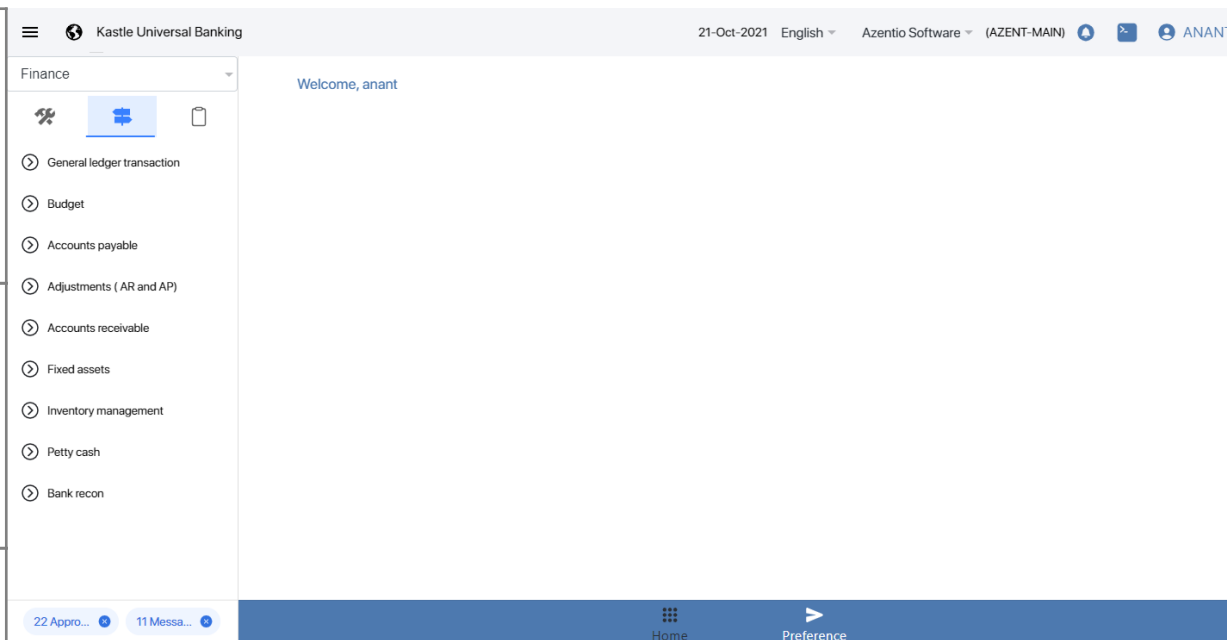 Kastle Universal Banking
21-Oct-2021 English Azentio Software (AZENT-MAIN) ANANT
Finance
Welcome, anant
General ledger transaction
Budget
Accounts payable
Adjustments ( AR and AP)
Accounts receivable
Fixed assets
Inventory management
Petty cash
Bank recon
22 Appro... 11 Messa...
Home Preference